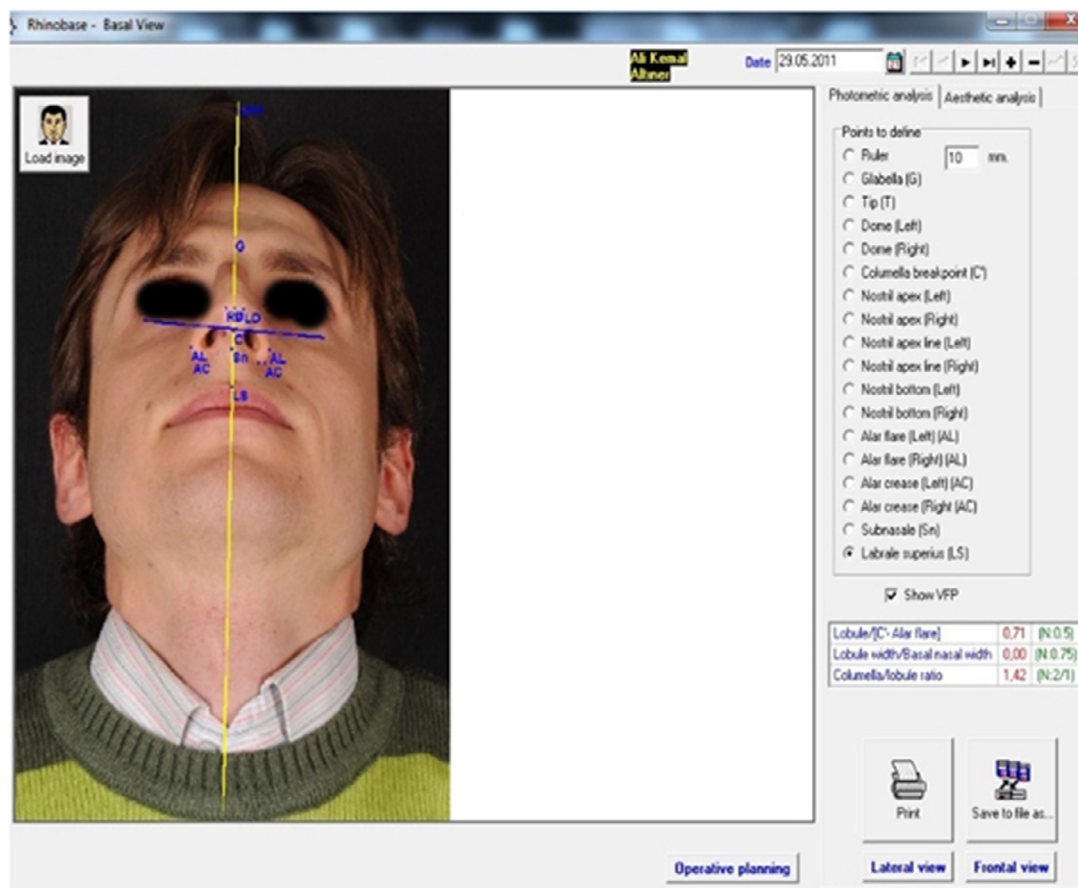 Rhinobase - Basal View
Ali Kemal
Altıner
Date 29.05.2011
Load image
Photometric analysis
Aesthetic analysis
Points to define
Ruler 10 mm.
Glabella (G)
Tip (T)
Dome (Left)
Dome (Right)
Columella breakpoint (C')
Nostril apex (Left)
Nostril apex (Right)
Nostril apex line (Left)
Nostril apex line (Right)
Nostril bottom (Left)
Nostril bottom (Right)
Alar flare (Left) (AL)
Alar flare (Right) (AL)
Alar crease (Left) (AC)
Alar crease (Right (AC)
Subnasale (Sn)
Labrale superius (LS)
Show VFP
G
LD
C'
AL Sn AL
AC AC
LS
Lobule/[C'- Alar flare] 0,71 (N:0.5)
Lobule width/Basal nasal width 0,00 (N:0.75)
Columella/lobule ratio 1,42 (N:2/1)
Print
Save to file as...
Operative planning
Lateral view
Frontal view